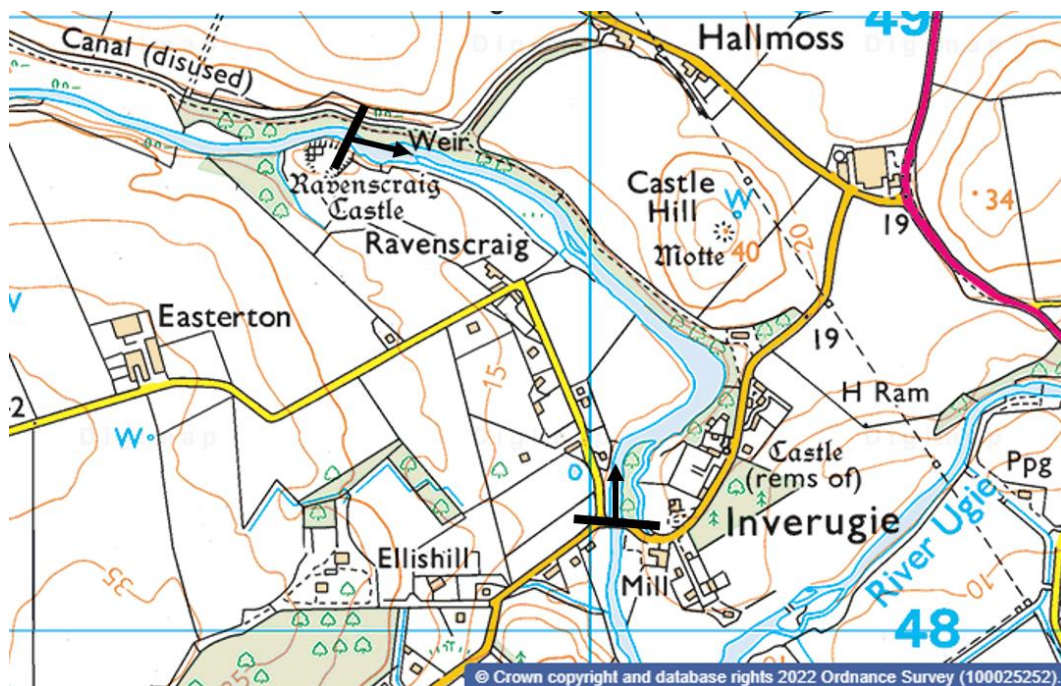 49
Hallmoss
Canal (disused)
Weir
Ravenscraig
Castle
Castle
Hill
W
Motte
40
34
19
20
Ravenscraig
Easterton
W
15
19
H Ram
2
W
Castle
(rems of)
Ppg
Inverugie
River Ugie
Ellishill
35
Mill
10
48
© Crown copyright and database rights 2022 Ordnance Survey (100025252)